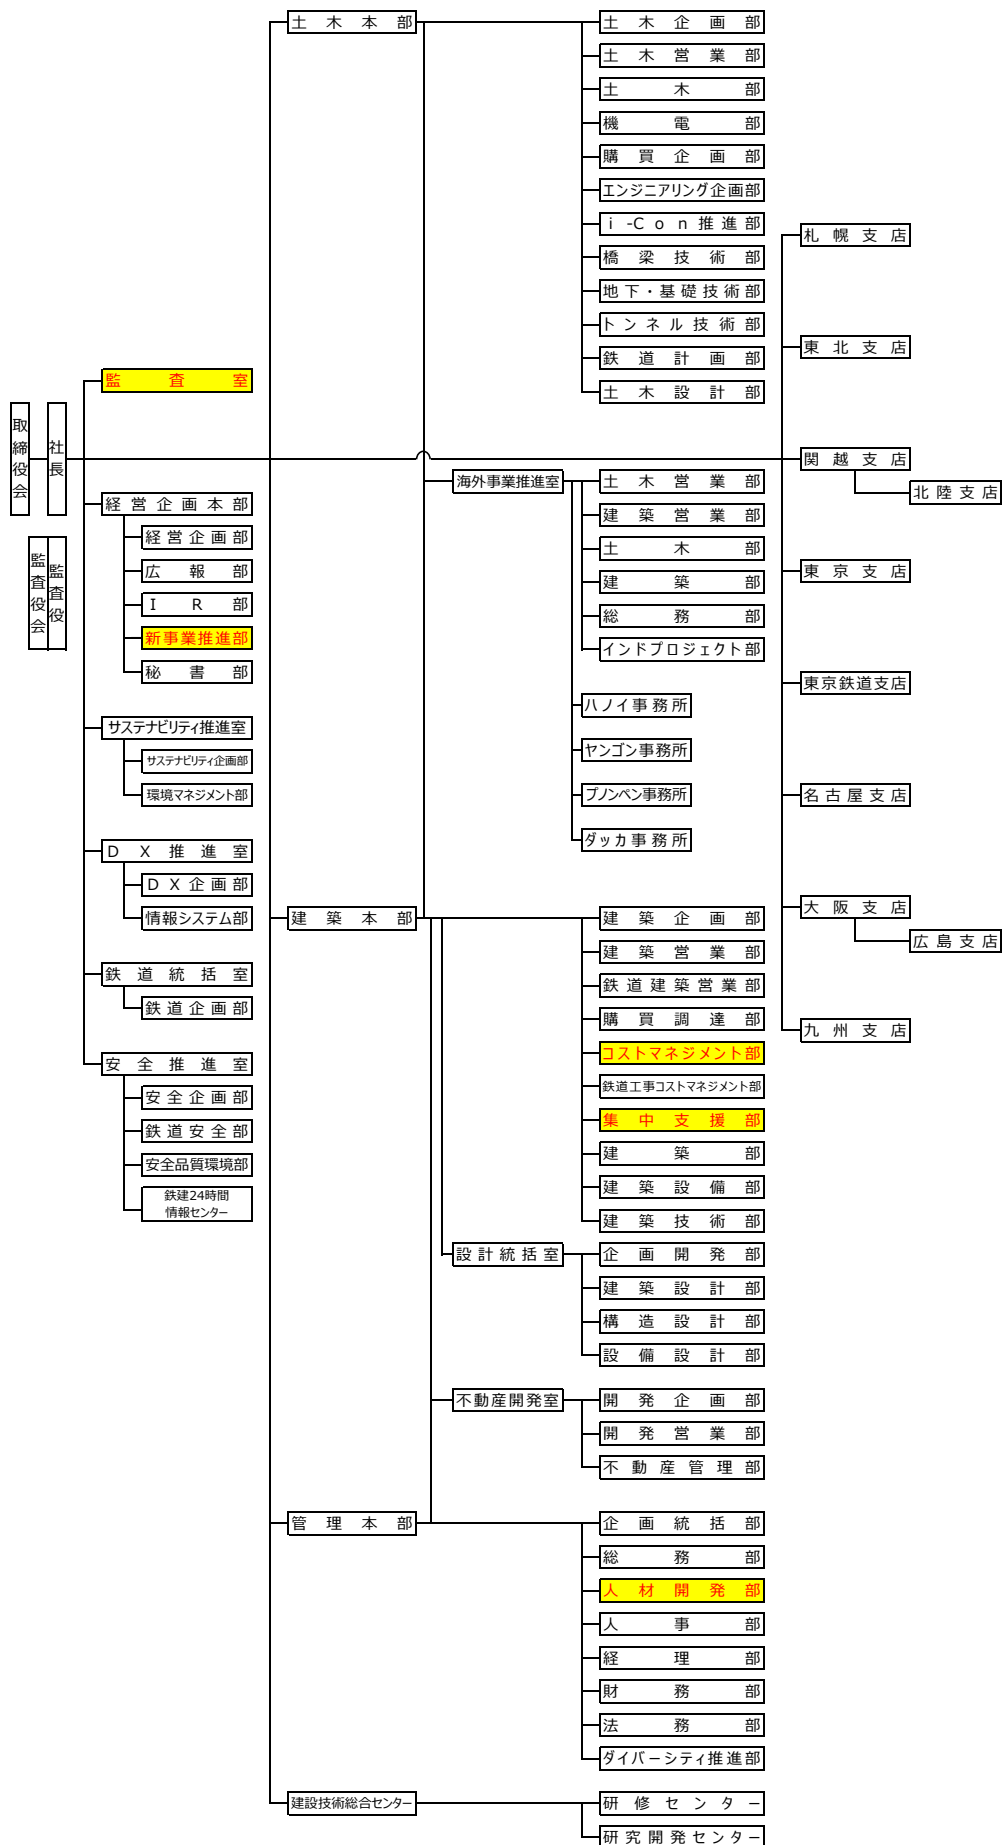 取締役会
社長
監査役会
監査役
監査室
経営企画本部
経営企画部
広報部
IR部
新事業推進部
秘書部
サステナビリティ推進室
サステナビリティ企画部
環境マネジメント部
DX推進室
DX企画部
情報システム部
鉄道統括室
鉄道企画部
安全推進室
安全企画部
鉄道安全部
安全品質環境部
鉄建24時間
情報センター
土木本部
土木企画部
土木営業部
土木部
機電部
購買企画部
エンジニアリング企画部
i-Con推進部
橋梁技術部
地下・基礎技術部
トンネル技術部
鉄道計画部
土木設計部
海外事業推進室
土木営業部
建築営業部
土木部
建築部
総務部
インドプロジェクト部
ハノイ事務所
ヤンゴン事務所
プノンペン事務所
ダッカ事務所
建築本部
建築企画部
建築営業部
鉄道建築営業部
購買調達部
コストマネジメント部
鉄道工事コストマネジメント部
集中支援部
建築部
建築設備部
建築技術部
設計統括室
企画開発部
建築設計部
構造設計部
設備設計部
不動産開発室
開発企画部
開発営業部
不動産管理部
管理本部
企画統括部
総務部
人材開発部
人事部
経理部
財務部
法務部
ダイバーシティ推進部
建設技術総合センター
研修センター
研究開発センター
札幌支店
東北支店
関越支店
北陸支店
東京支店
東京鉄道支店
名古屋支店
大阪支店
広島支店
九州支店